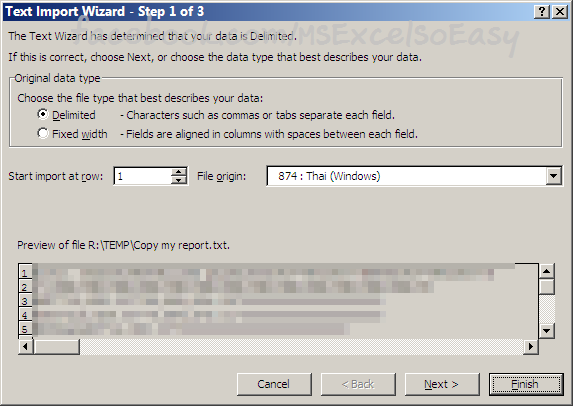 Text Import Wizard - Step 1 of 3
facebook.com/MSExcelsoEasy
The Text Wizard has determined that your data is Delimited.
If this is correct, choose Next, or choose the data type that best describes your data.
Original data type
Choose the file type that best describes your data:
Delimited - Characters such as commas or tabs separate each field.
Fixed width - Fields are aligned in columns with spaces between each field.
Start import at row: 1 File origin: 874 : Thai (Windows)
Preview of file R:\TEMP\Copy my report.txt.
1
2
3
4
5
Cancel < Back Next > Finish